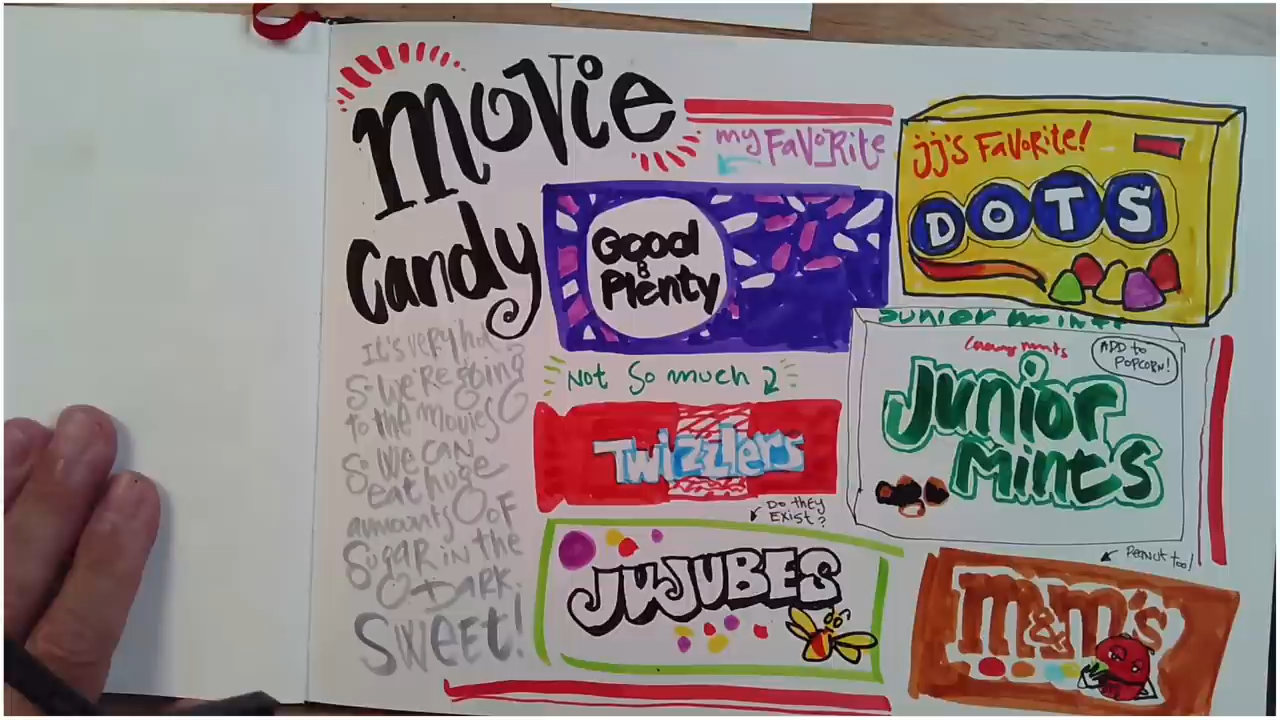 Movie
Candy
It's very hot
So we're going
to the movies
So we can
eat huge
amounts of
sugar in the
dark.
Sweet!
my FavoRite
Good
&
Plenty
Not So much
Twizzlers
Do they
Exist?
JUJUBES
jj's FavoRite!
DOTS
Junior Mints
Creamy mints
ADD to
POPCORN!
Junior
Mints
Peanut too!
m&m's